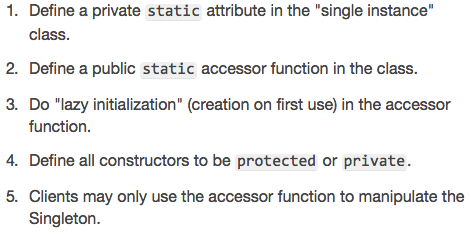 1. Define a private static attribute in the "single instance"
class.
2. Define a public static accessor function in the class.
3. Do "lazy initialization" (creation on first use) in the accessor
function.
4. Define all constructors to be protected or private.
5. Clients may only use the accessor function to manipulate the
Singleton.